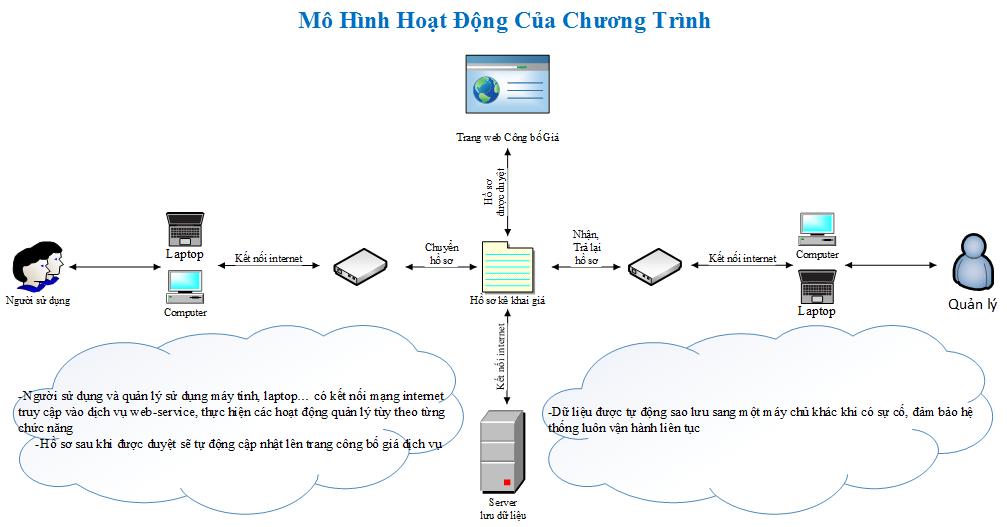 Mô Hình Hoạt Động Của Chương Trình
Trang web Công bố Giá
Hồ sơ
được duyệt
Laptop
Kết nối internet
Computer
Người sử dụng
Chuyển
hồ sơ
Hồ sơ kê khai giá
Nhận,
Trả lại
hồ sơ
Kết nối internet
Computer
Laptop
Quản lý
Kết nối internet
-Người sử dụng và quản lý sử dụng máy tính, laptop... có kết nối mạng internet
truy cập vào dịch vụ web-service, thực hiện các hoạt động quản lý tùy theo từng
chức năng
-Hồ sơ sau khi được duyệt sẽ tự động cập nhật lên trang công bố giá dịch vụ
-Dữ liệu được tự động sao lưu sang một máy chủ khác khi có sự cố, đảm bảo hệ
thống luôn vận hành liên tục
Server
lưu dữ liệu